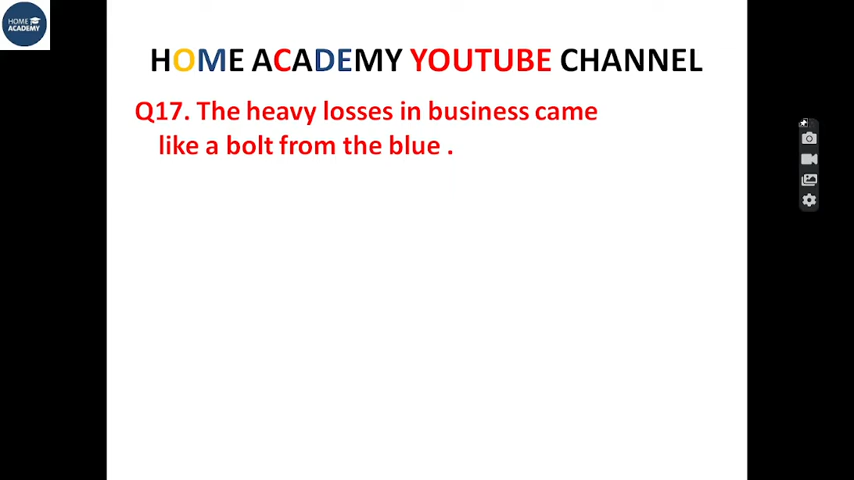 HOME
ACADEMY
HOME ACADEMY YOUTUBE CHANNEL
Q17. The heavy losses in business came
like a bolt from the blue .